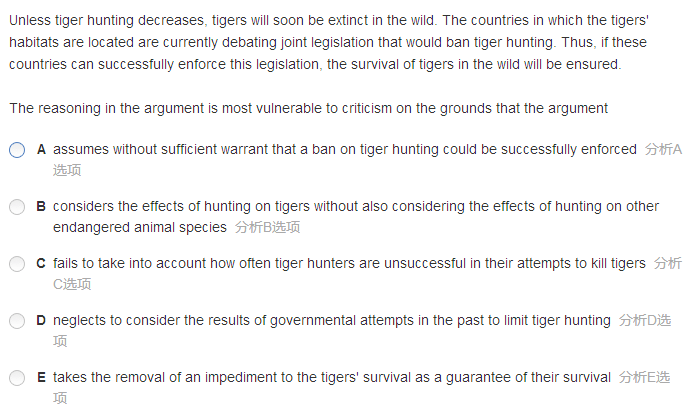 Unless tiger hunting decreases, tigers will soon be extinct in the wild. The countries in which the tigers'
habitats are located are currently debating joint legislation that would ban tiger hunting. Thus, if these
countries can successfully enforce this legislation, the survival of tigers in the wild will be ensured.
The reasoning in the argument is most vulnerable to criticism on the grounds that the argument
A assumes without sufficient warrant that a ban on tiger hunting could be successfully enforced 分析A
选项
B considers the effects of hunting on tigers without also considering the effects of hunting on other
endangered animal species 分析B选项
C fails to take into account how often tiger hunters are unsuccessful in their attempts to kill tigers 分析
C选项
D neglects to consider the results of governmental attempts in the past to limit tiger hunting 分析D选
项
E takes the removal of an impediment to the tigers' survival as a guarantee of their survival 分析E选
项